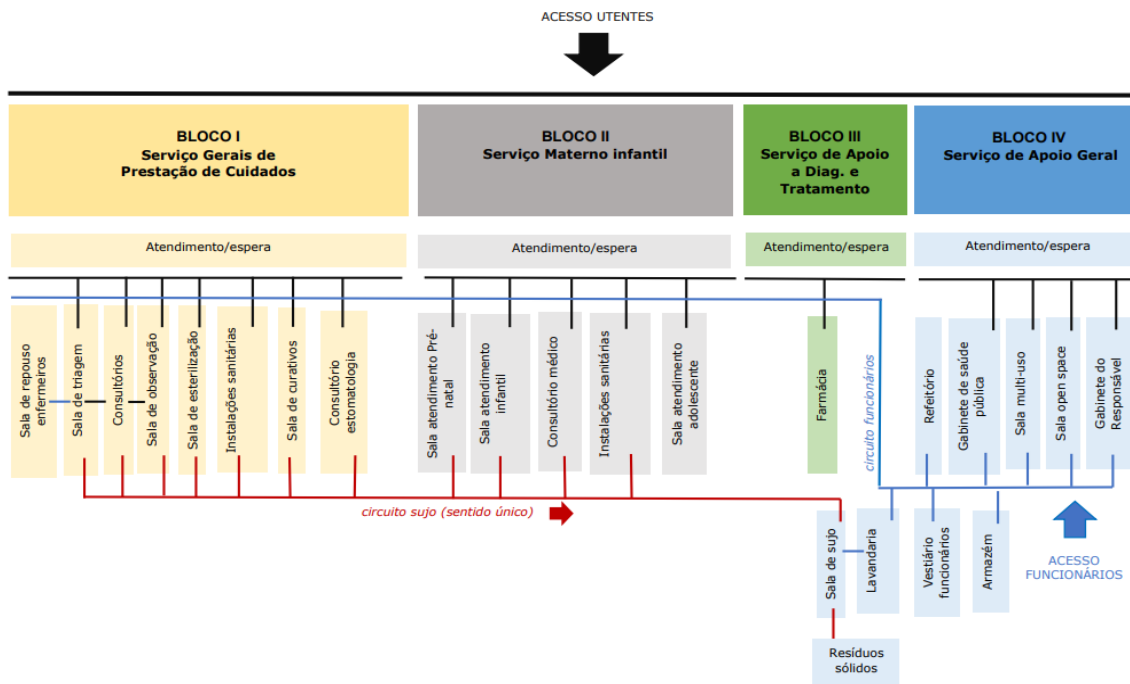 ACESSO UTENTES
BLOCO I
Serviço Gerais de
Prestação de Cuidados
BLOCO II
Serviço Materno infantil
BLOCO III
Serviço de Apoio
a Diag. e
Tratamento
BLOCO IV
Serviço de Apoio Geral
Atendimento/espera
Atendimento/espera
Atendimento/espera
Atendimento/espera
Sala de repouso
enfermeiros
Sala de triagem
Consultórios
Sala de observação
Sala de esterilização
Instalações sanitárias
Sala de curativos
Consultório
estomatologia
Sala atendimento Pré-
natal
Sala atendimento
infantil
Consultório médico
Instalações sanitárias
Sala atendimento
adolescente
Farmácia
circuito funcionários
Refeitório
Gabinete de saúde
pública
Sala multi-uso
Sala open space
Gabinete do
Responsável
circuito sujo (sentido único)
Sala de sujo
Lavandaria
Vestiário
funcionários
Armazém
ACESSO
FUNCIONÁRIOS
Resíduos
sólidos